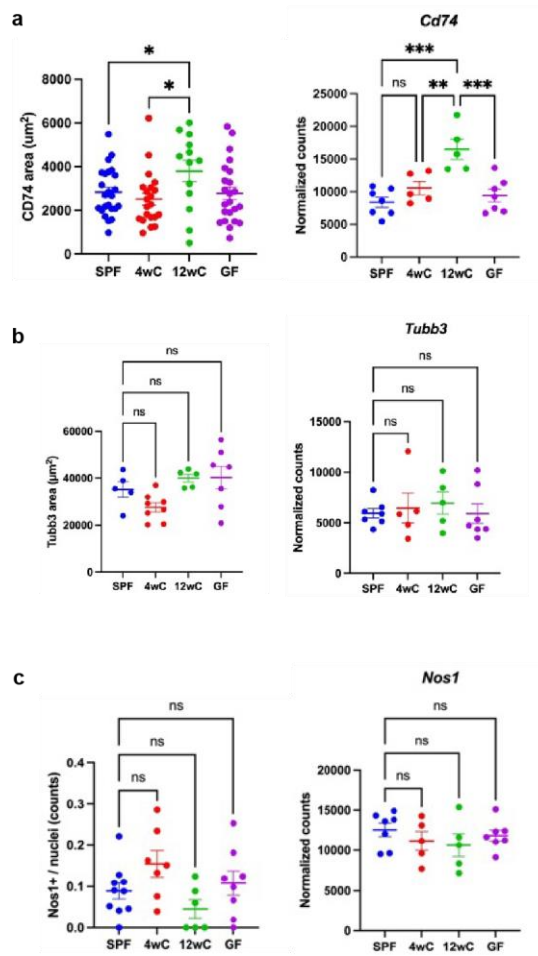 a
Cd74
*
*
8000
6000
4000
2000
0
CD74 area (um²)
SPF 4wC 12wC GF
***
ns ** ***
25000
20000
15000
10000
5000
0
Normalized counts
SPF 4wC 12wC GF
b
Tubb3
ns
ns
ns
60000
40000
20000
0
Tubb3 area (µm²)
SPF 4wC 12wC GF
ns
ns
ns
15000
10000
5000
0
Normalized counts
SPF 4wC 12wC GF
c
Nos1
ns
ns
ns
0.4
0.3
0.2
0.1
0.0
Nos1+ / nuclei (counts)
SPF 4wC 12wC GF
ns
ns
ns
20000
15000
10000
5000
0
Normalized counts
SPF 4wC 12wC GF